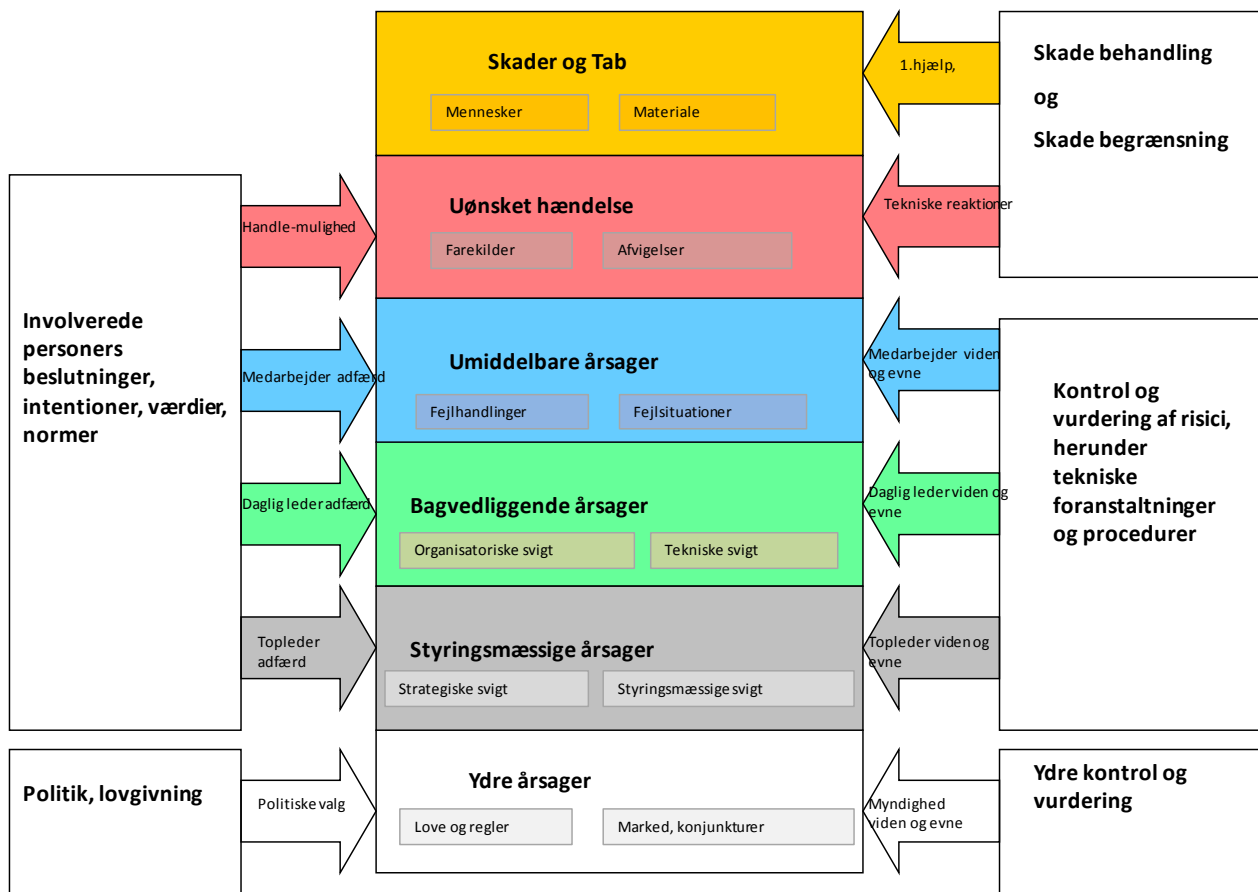 Skader og Tab
Mennesker
Materiale
1.hjælp,
Skade behandling
og
Skade begrænsning
Uønsket hændelse
Farekilder
Afvigelser
Handle-mulighed
Tekniske reaktioner
Involverede
personers
beslutninger,
intentioner, værdier,
normer
Umiddelbare årsager
Fejlhandlinger
Fejlsituationer
Medarbejder adfærd
Medarbejder viden
og evne
Kontrol og
vurdering af risici,
herunder
tekniske
foranstaltninger
og procedurer
Bagvedliggende årsager
Organisatoriske svigt
Tekniske svigt
Daglig leder adfærd
Daglig leder viden og
evne
Styringsmæssige årsager
Strategiske svigt
Styringsmæssige svigt
Topleder
adfærd
Topleder viden og
evne
Politik, lovgivning
Politiske valg
Ydre årsager
Love og regler
Marked, konjunkturer
Myndighed
viden og evne
Ydre kontrol og
vurdering